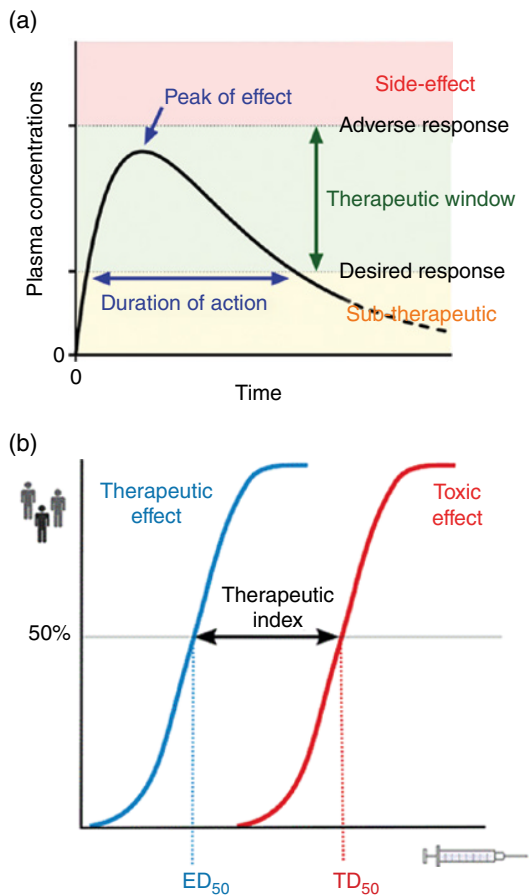 (a)
Plasma concentrations
Side-effect
Peak of effect
Adverse response
Therapeutic window
Desired response
Duration of action
Sub-therapeutic
0
0
Time
(b)
Therapeutic
effect
Toxic
effect
Therapeutic
index
50%
ED50
TD50